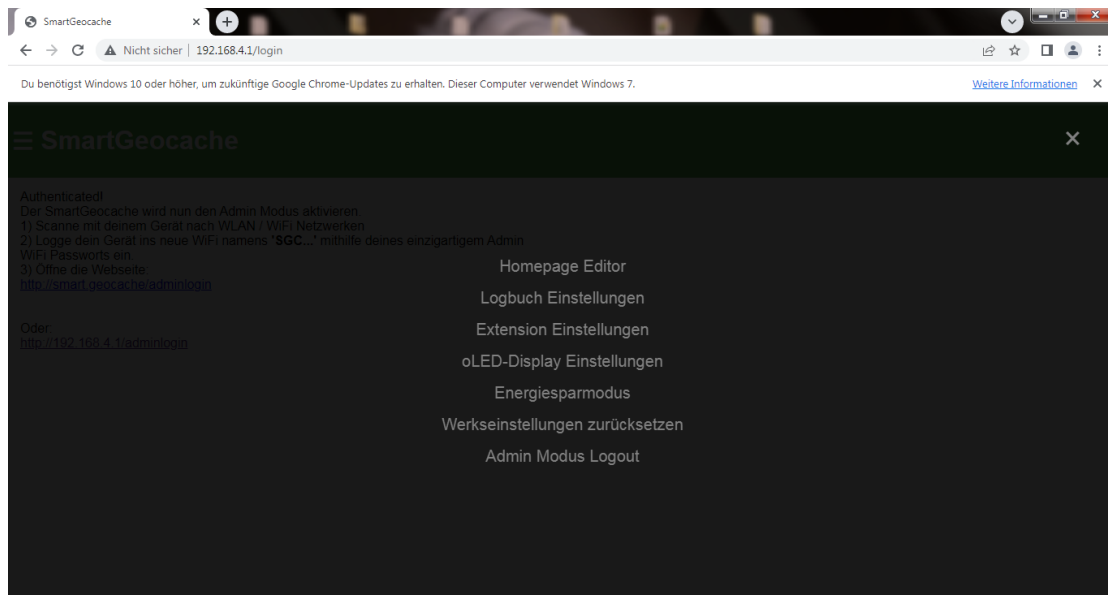 SmartGeocache
Nicht sicher | 192.168.4.1/login
Du benötigst Windows 10 oder höher, um zukünftige Google Chrome-Updates zu erhalten. Dieser Computer verwendet Windows 7.
Weitere Informationen
☰ SmartGeocache
Authenticated!
Der SmartGeocache wird nun den Admin Modus aktivieren.
1) Scanne mit deinem Gerät nach WLAN / WiFi Netzwerken.
2) Logge dein Gerät ins neue WiFi namens "SGC..." mithilfe deines einzigartigem Admin
WiFi Passworts ein.
3) Öffne die Webseite:
http://smart.geocache/adminlogin
Oder:
http://192.168.4.1/adminlogin
Homepage Editor
Logbuch Einstellungen
Extension Einstellungen
oLED-Display Einstellungen
Energiesparmodus
Werkseinstellungen zurücksetzen
Admin Modus Logout